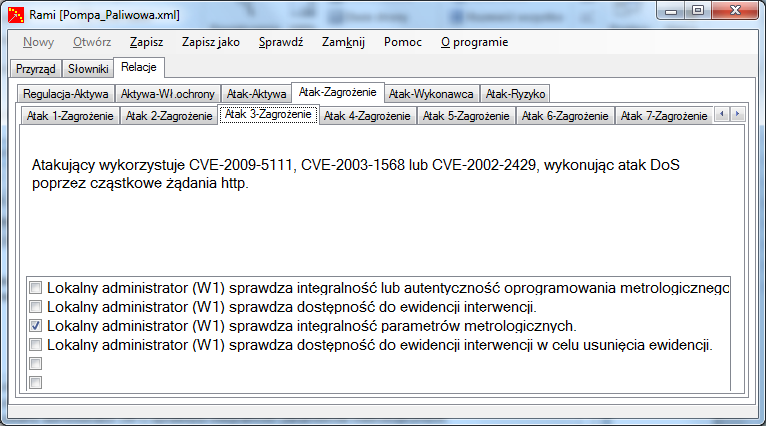 Rami [Pompa_Paliwowa.xml]
Nowy Otwórz Zapisz Zapisz jako Sprawdź Zamknij Pomoc O programie
Przyrząd Słowniki Relacje
Regulacja-Aktywa Aktywa-Wł.ochrony Atak-Aktywa Atak-Zagrożenie Atak-Wykonawca Atak-Ryzyko
Atak 1-Zagrożenie Atak 2-Zagrożenie Atak 3-Zagrożenie Atak 4-Zagrożenie Atak 5-Zagrożenie Atak 6-Zagrożenie Atak 7-Zagrożenie
Atakujący wykorzystuje CVE-2009-5111, CVE-2003-1568 lub CVE-2002-2429, wykonując atak DoS
poprzez cząstkowe żądania http.
Lokalny administrator (W1) sprawdza integralność lub autentyczność oprogramowania metrologicznego
Lokalny administrator (W1) sprawdza dostępność do ewidencji interwencji.
Lokalny administrator (W1) sprawdza integralność parametrów metrologicznych.
Lokalny administrator (W1) sprawdza dostępność do ewidencji interwencji w celu usunięcia ewidencji.